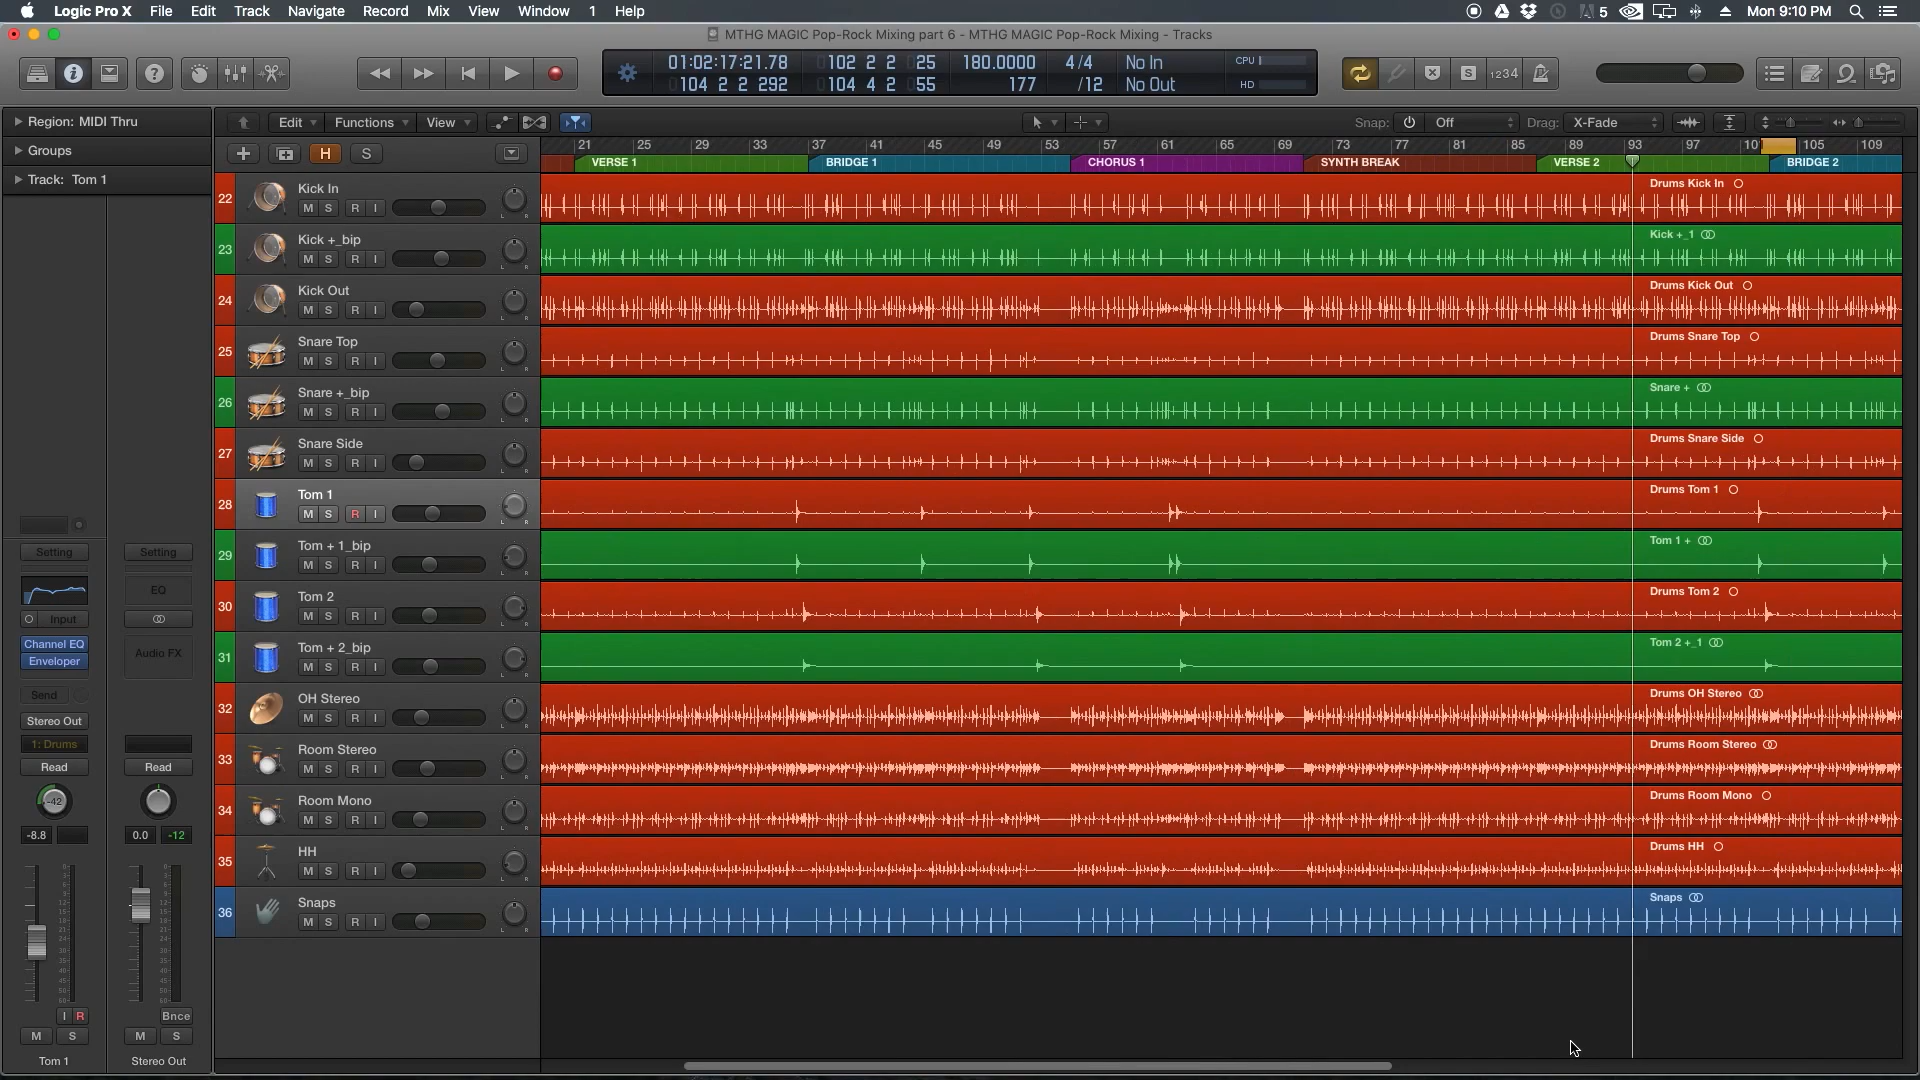 Logic Pro X File Edit Track Navigate Record Mix View Window 1 Help 5 Mon 9:10 PM
MTHG MAGIC Pop-Rock Mixing part 6 - MTHG MAGIC Pop-Rock Mixing - Tracks
01:02:17:21.78 102 2 2 025 180.0000 4/4 No In CPU
104 2 2 292 104 4 2 055 177 /12 No Out HD
1234
Region: MIDI Thru
Groups
Track: Tom 1
Edit Functions View Snap: Off Drag: X-Fade
H S
21 25 29 33 37 41 45 49 53 57 61 65 69 73 77 81 85 89 93 97 10 105 109
VERSE 1 BRIDGE 1 CHORUS 1 SYNTH BREAK VERSE 2 BRIDGE 2
22 Kick In M S R I L R Drums Kick In
23 Kick +_bip M S R I L R Kick +_1
24 Kick Out M S R I L R Drums Kick Out
25 Snare Top M S R I L R Drums Snare Top
26 Snare +_bip M S R I L R Snare +
27 Snare Side M S R I L R Drums Snare Side
28 Tom 1 M S R I L R Drums Tom 1
29 Tom + 1_bip M S R I L R Tom 1 +
30 Tom 2 M S R I L R Drums Tom 2
31 Tom + 2_bip M S R I L R Tom 2 +_1
32 OH Stereo M S R I L R Drums OH Stereo
33 Room Stereo M S R I L R Drums Room Stereo
34 Room Mono M S R I L R Drums Room Mono
35 HH M S R I L R Drums HH
36 Snaps M S R I L R Snaps
Setting Setting
EQ
Input
Channel EQ Audio FX
Enveloper
Send
Stereo Out
1: Drums
Read Read
-42
-8.8 0.0 -12
I R Bnce
M S M S
Tom 1 Stereo Out